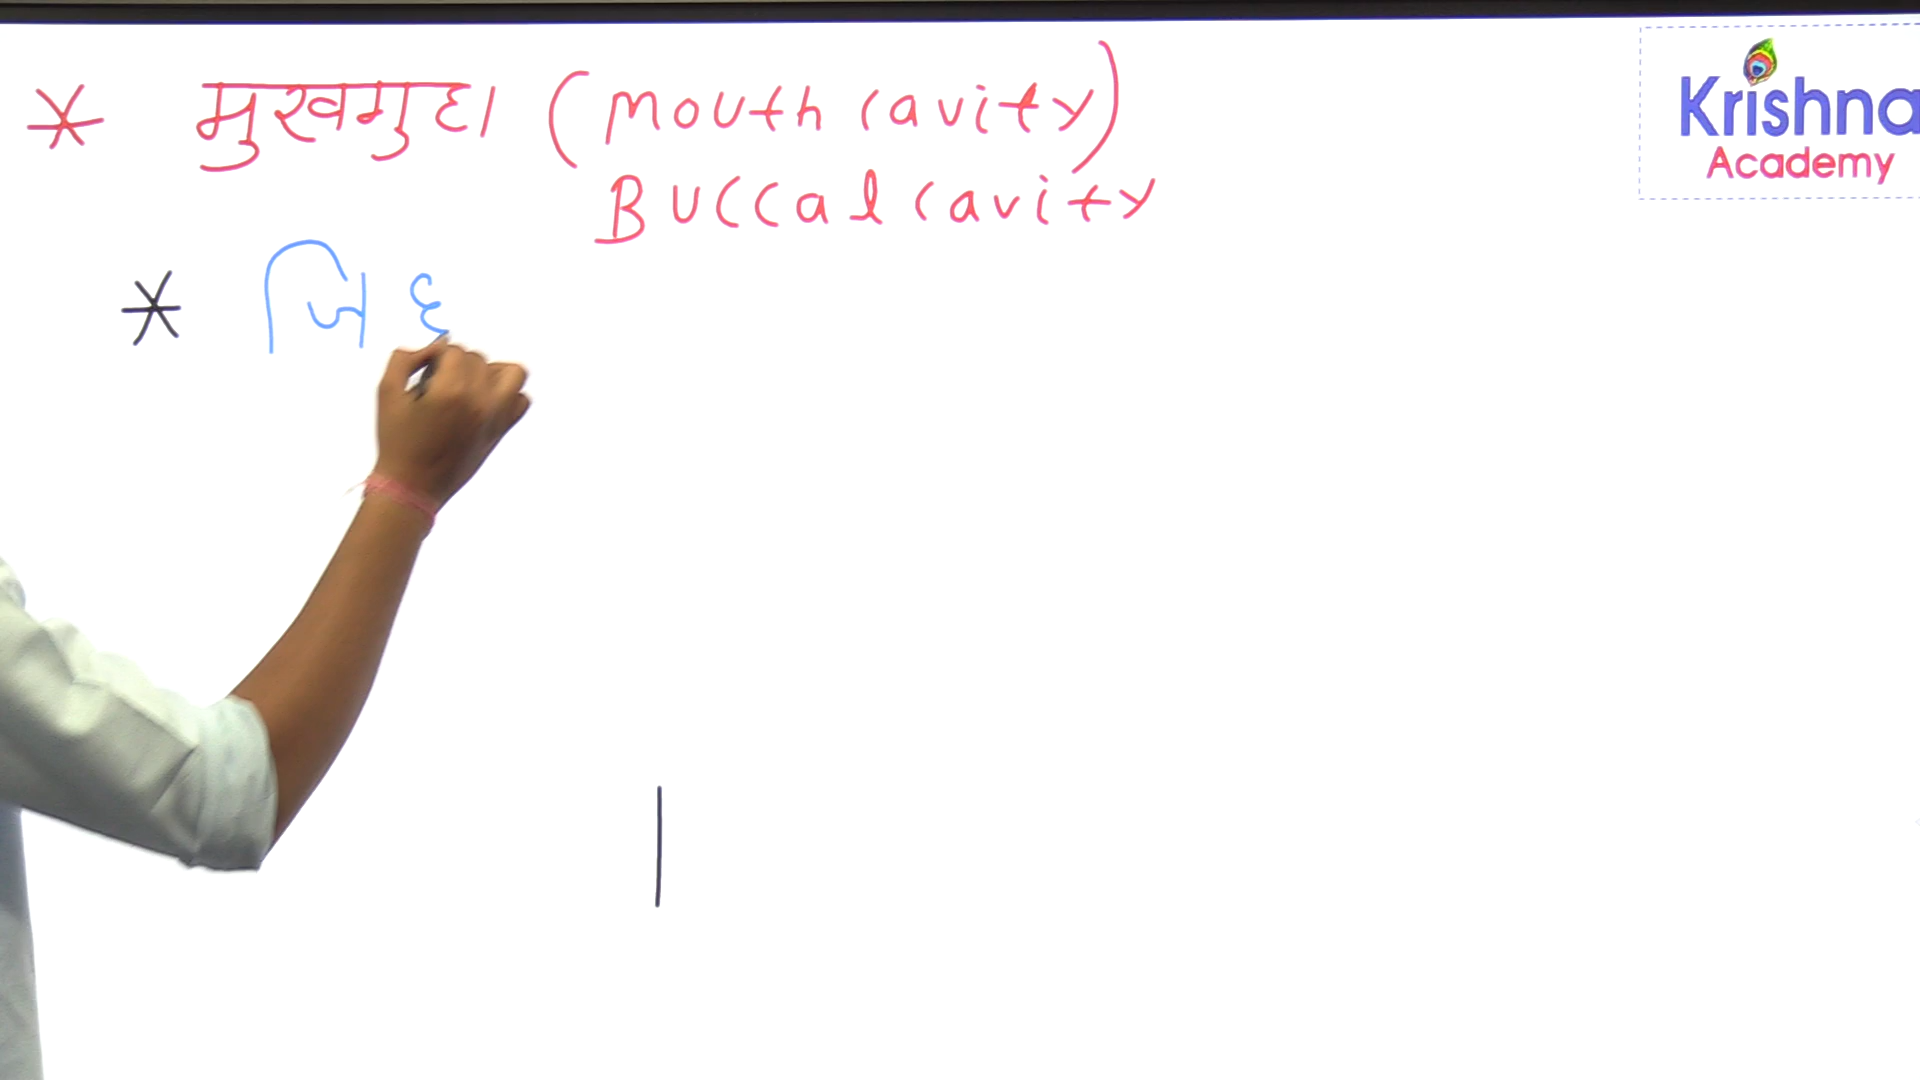 * मुखगुहा (Mouth cavity)
Buccal cavity
* जि
Krishna
Academy